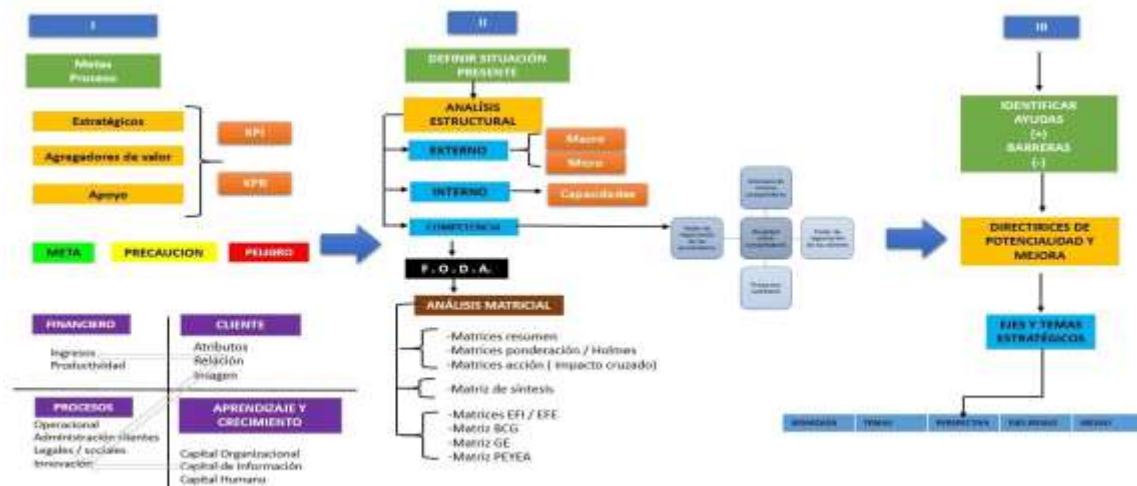 I
Metas
Proceso
Estratégicos
Agregadores de valor
Apoyo
KPI
META
PRECAUCION
PELIGRO
FINANCIERO
Ingresos
Productividad
CLIENTE
Atributos
Relación
Imagen
PROCESOS
Operacional
Administración clientes
Legales / sociales
Innovación
APRENDIZAJE Y
CRECIMIENTO
Capital Organizacional
Capital de Información
Capital Humano
II
DEFINIR SITUACIÓN
PRESENTE
ANALÍSIS
ESTRUCTURAL
EXTERNO
Macro
Micro
INTERNO
Capacidades
COMPETENCIA
F . O . D . A.
ANÁLISIS MATRICIAL
-Matrices resumen
-Matrices ponderación / Holmes
-Matrices acción ( impacto cruzado)
-Matriz de síntesis
-Matrices EFI / EFE
-Matriz BCG
-Matriz GE
-Matriz PEYEA
III
IDENTIFICAR
AYUDAS
(+)
BARRERAS
(-)
DIRECTIRICES DE
POTENCIALIDAD Y
MEJORA
EJES Y TEMAS
ESTRATÉGICOS
TEMAS
PERSPECTIVA